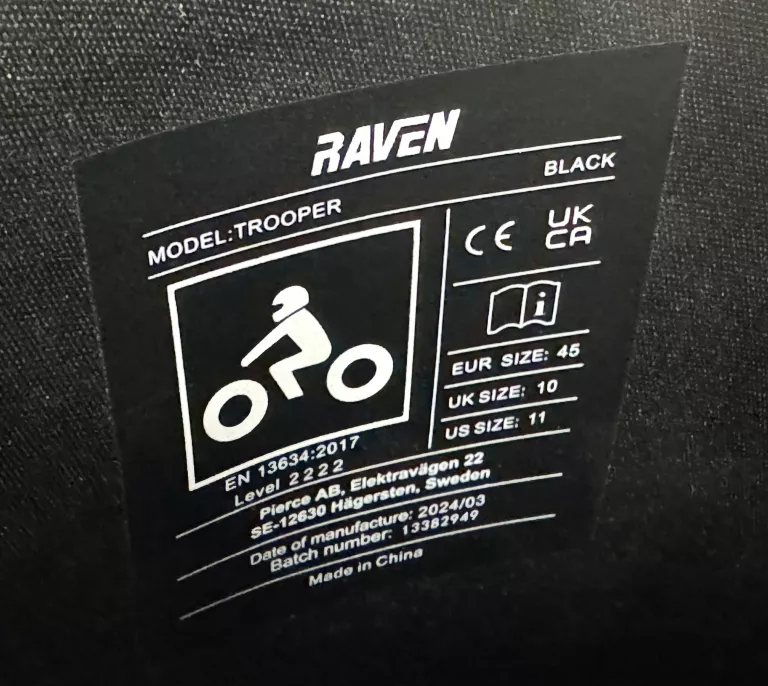 RAVEN
MODEL:TROOPER BLACK
CE UK
CA
i
EUR SIZE: 45
UK SIZE: 10
US SIZE: 11
EN 13634:2017
Level 2 2 2 2
Pierce AB, Elektravägen 22
SE-12630 Hägersten, Sweden
Date of manufacture: 2024/03
Batch number: 13382949
Made in China